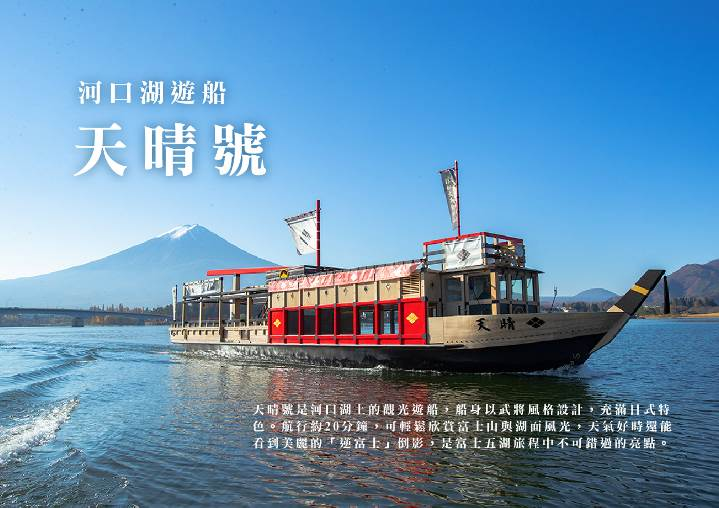 河口湖遊船
天晴號
天晴
天晴號是河口湖上的觀光遊船，船身以武將風格設計，充滿日式特
色。航行約20分鐘，可輕鬆欣賞富士山與湖面風光，天氣好時還能
看到美麗的「逆富士」倒影，是富士五湖旅程中不可錯過的亮點。